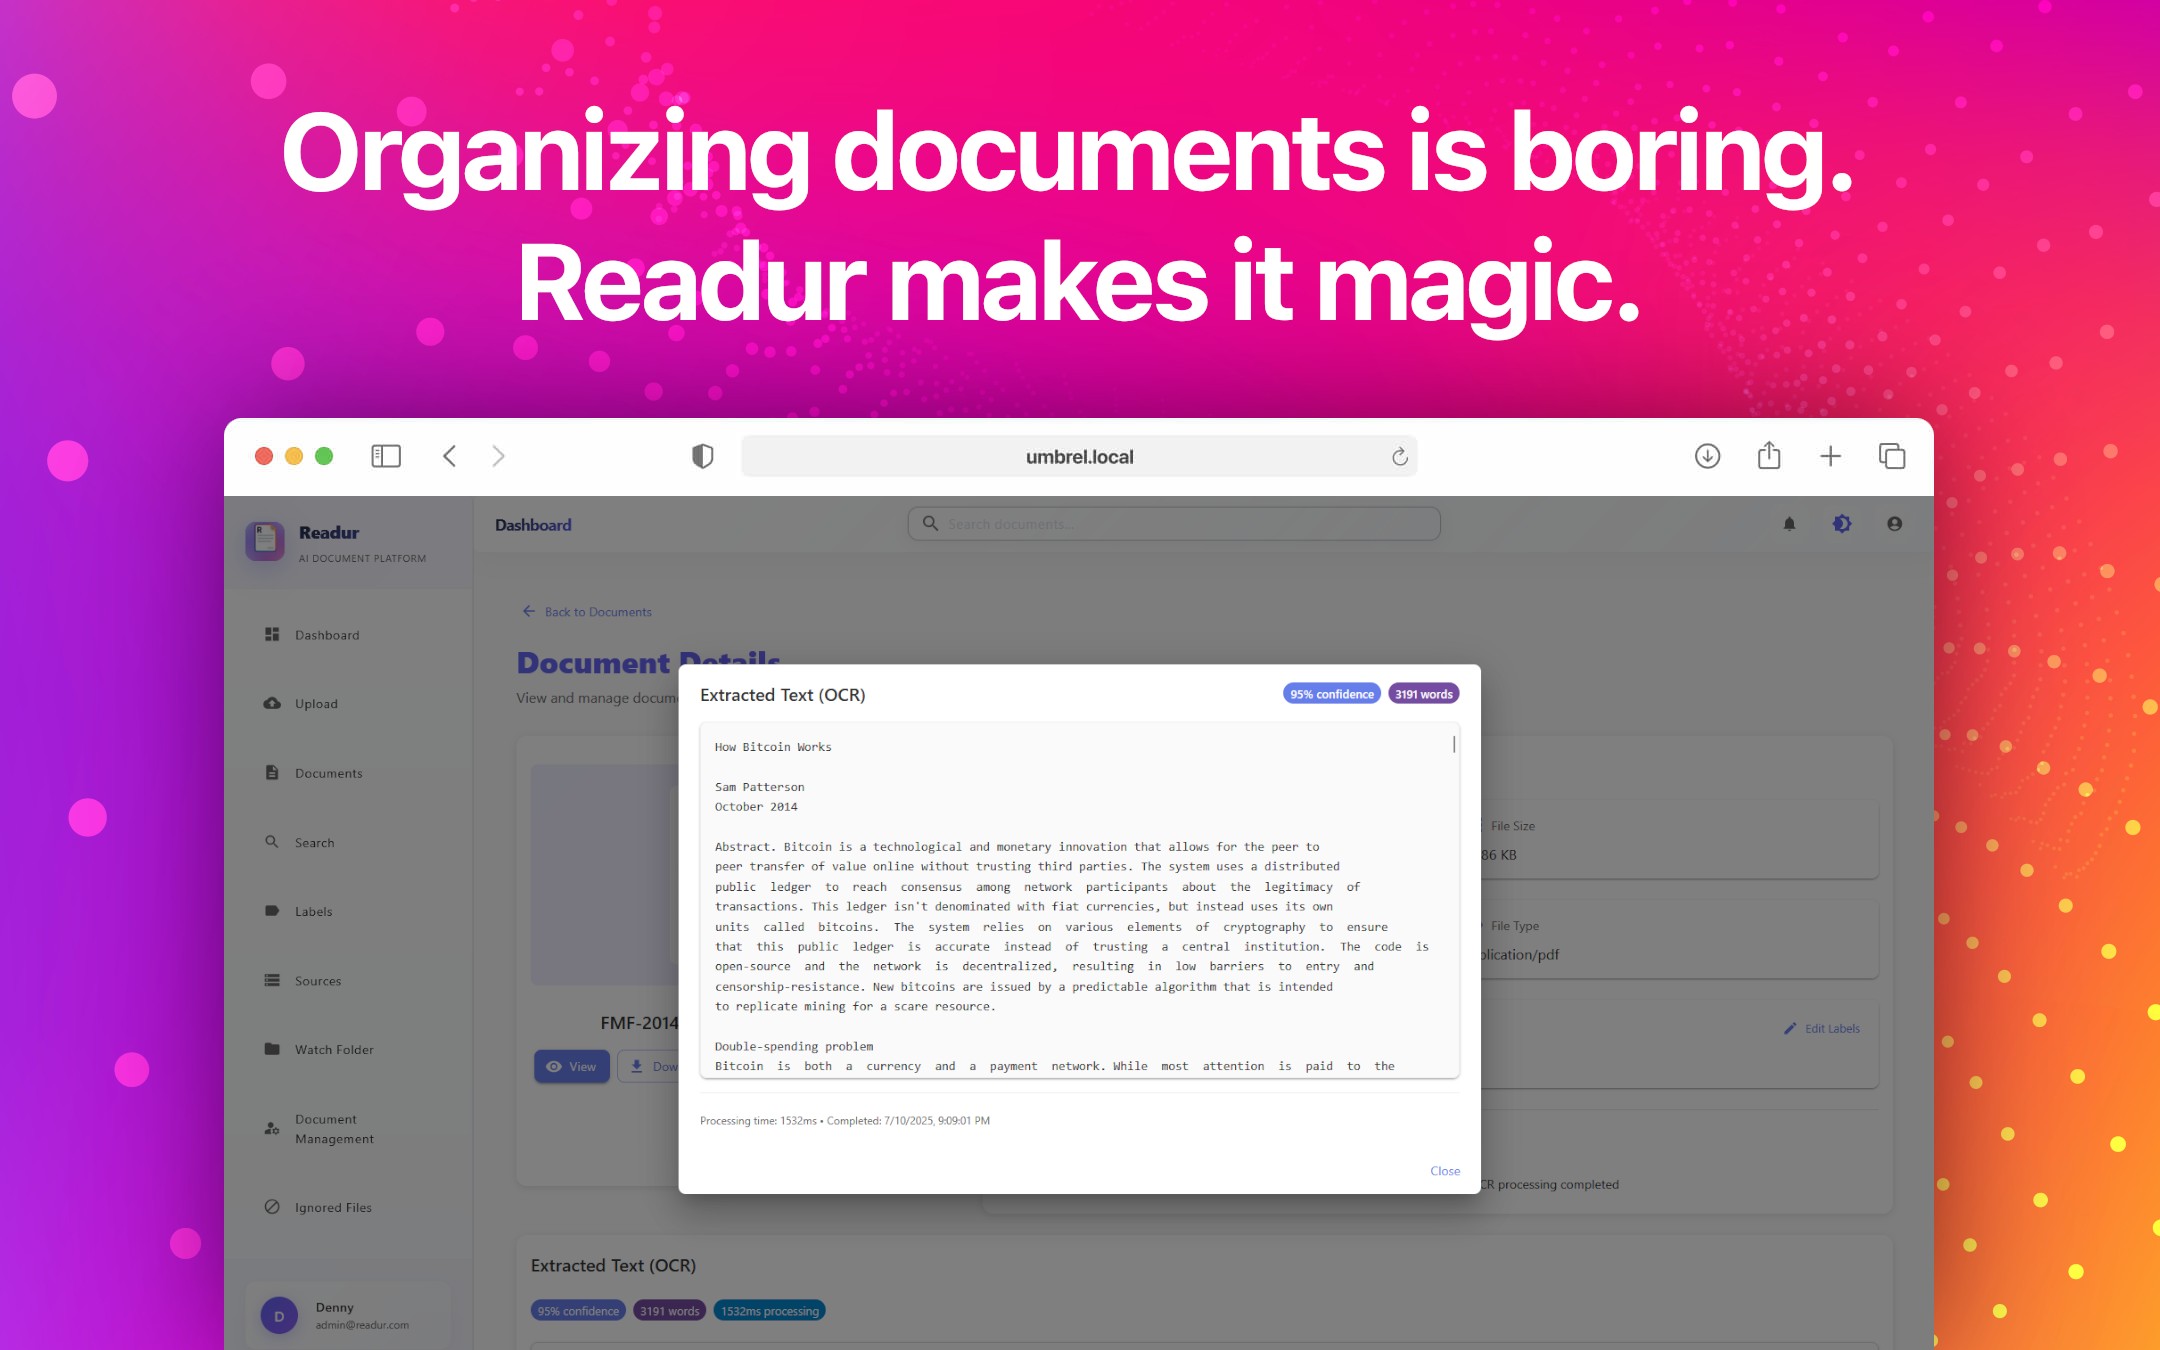 Organizing documents is boring.
Readur makes it magic.
umbrel.local
Readur
AI DOCUMENT PLATFORM
Dashboard
Search documents...
Dashboard
Upload
Documents
Search
Labels
Sources
Watch Folder
Document
Management
Ignored Files
D
Denny
admin@readur.com
Back to Documents
Document Details
View and manage
FMF-2014
View
Extracted Text (OCR)
95% confidence
3191 words
How Bitcoin Works
Sam Patterson
October 2014
Abstract. Bitcoin is a technological and monetary innovation that allows for the peer to
peer transfer of value online without trusting third parties. The system uses a distributed
public ledger to reach consensus among network participants about the legitimacy of
transactions. This ledger isn't denominated with fiat currencies, but instead uses its own
units called bitcoins. The system relies on various elements of cryptography to ensure
that this public ledger is accurate instead of trusting a central institution. The code is
open-source and the network is decentralized, resulting in low barriers to entry and
censorship-resistance. New bitcoins are issued by a predictable algorithm that is intended
to replicate mining for a scare resource.
Double-spending problem
Bitcoin is both a currency and a payment network. While most attention is paid to the
Processing time: 1532ms • Completed: 7/10/2025, 9:09:01 PM
Close
File Size
86 KB
File Type
plication/pdf
Edit Labels
CR processing completed
Extracted Text (OCR)
95% confidence
3191 words
1532ms processing